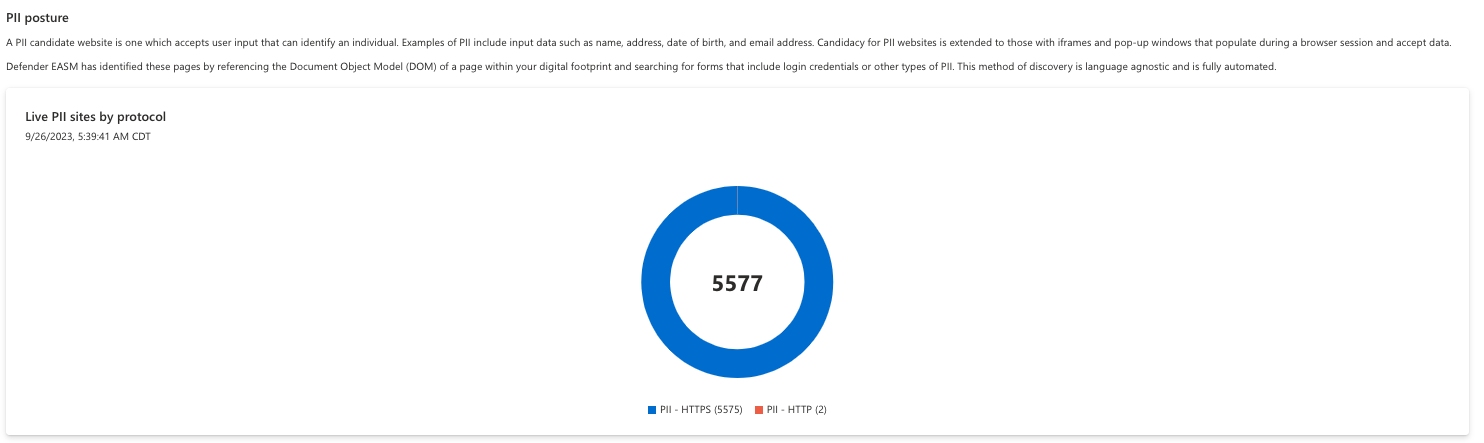 PII posture
A PII candidate website is one which accepts user input that can identify an individual. Examples of PII include input data such as name, address, date of birth, and email address. Candidacy for PII websites is extended to those with iframes and pop-up windows that populate during a browser session and accept data.
Defender EASM has identified these pages by referencing the Document Object Model (DOM) of a page within your digital footprint and searching for forms that include login credentials or other types of PII. This method of discovery is language agnostic and is fully automated.
Live PII sites by protocol
9/26/2023, 5:39:41 AM CDT
5577
PII - HTTPS (5575) PII - HTTP (2)